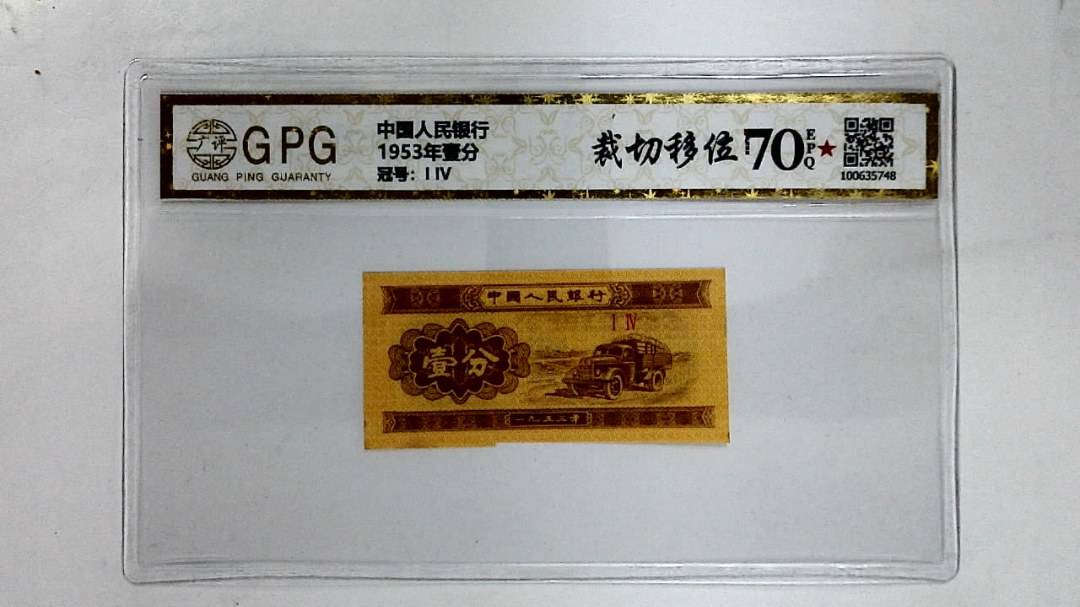 广评
GPG
GUANG PING GUARANTY
中国人民银行
1953年壹分
冠号：I IV
裁切移位
70
EPQ
★
100635748
中國人民銀行
I IV
壹分
一九五三年